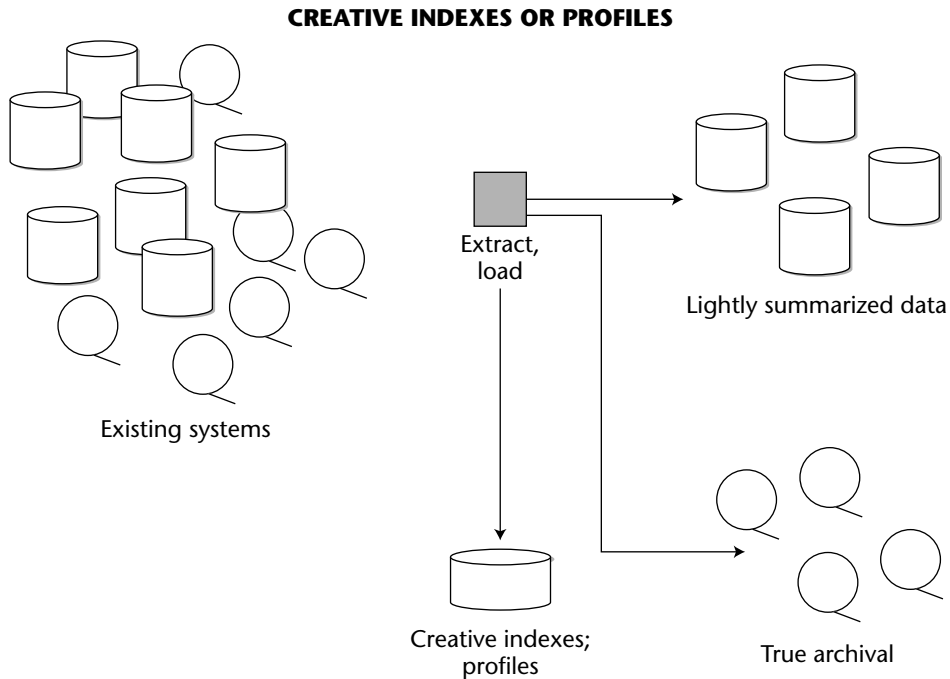 CREATIVE INDEXES OR PROFILES
Extract,
load
Lightly summarized data
Existing systems
Creative indexes;
profiles
True archival